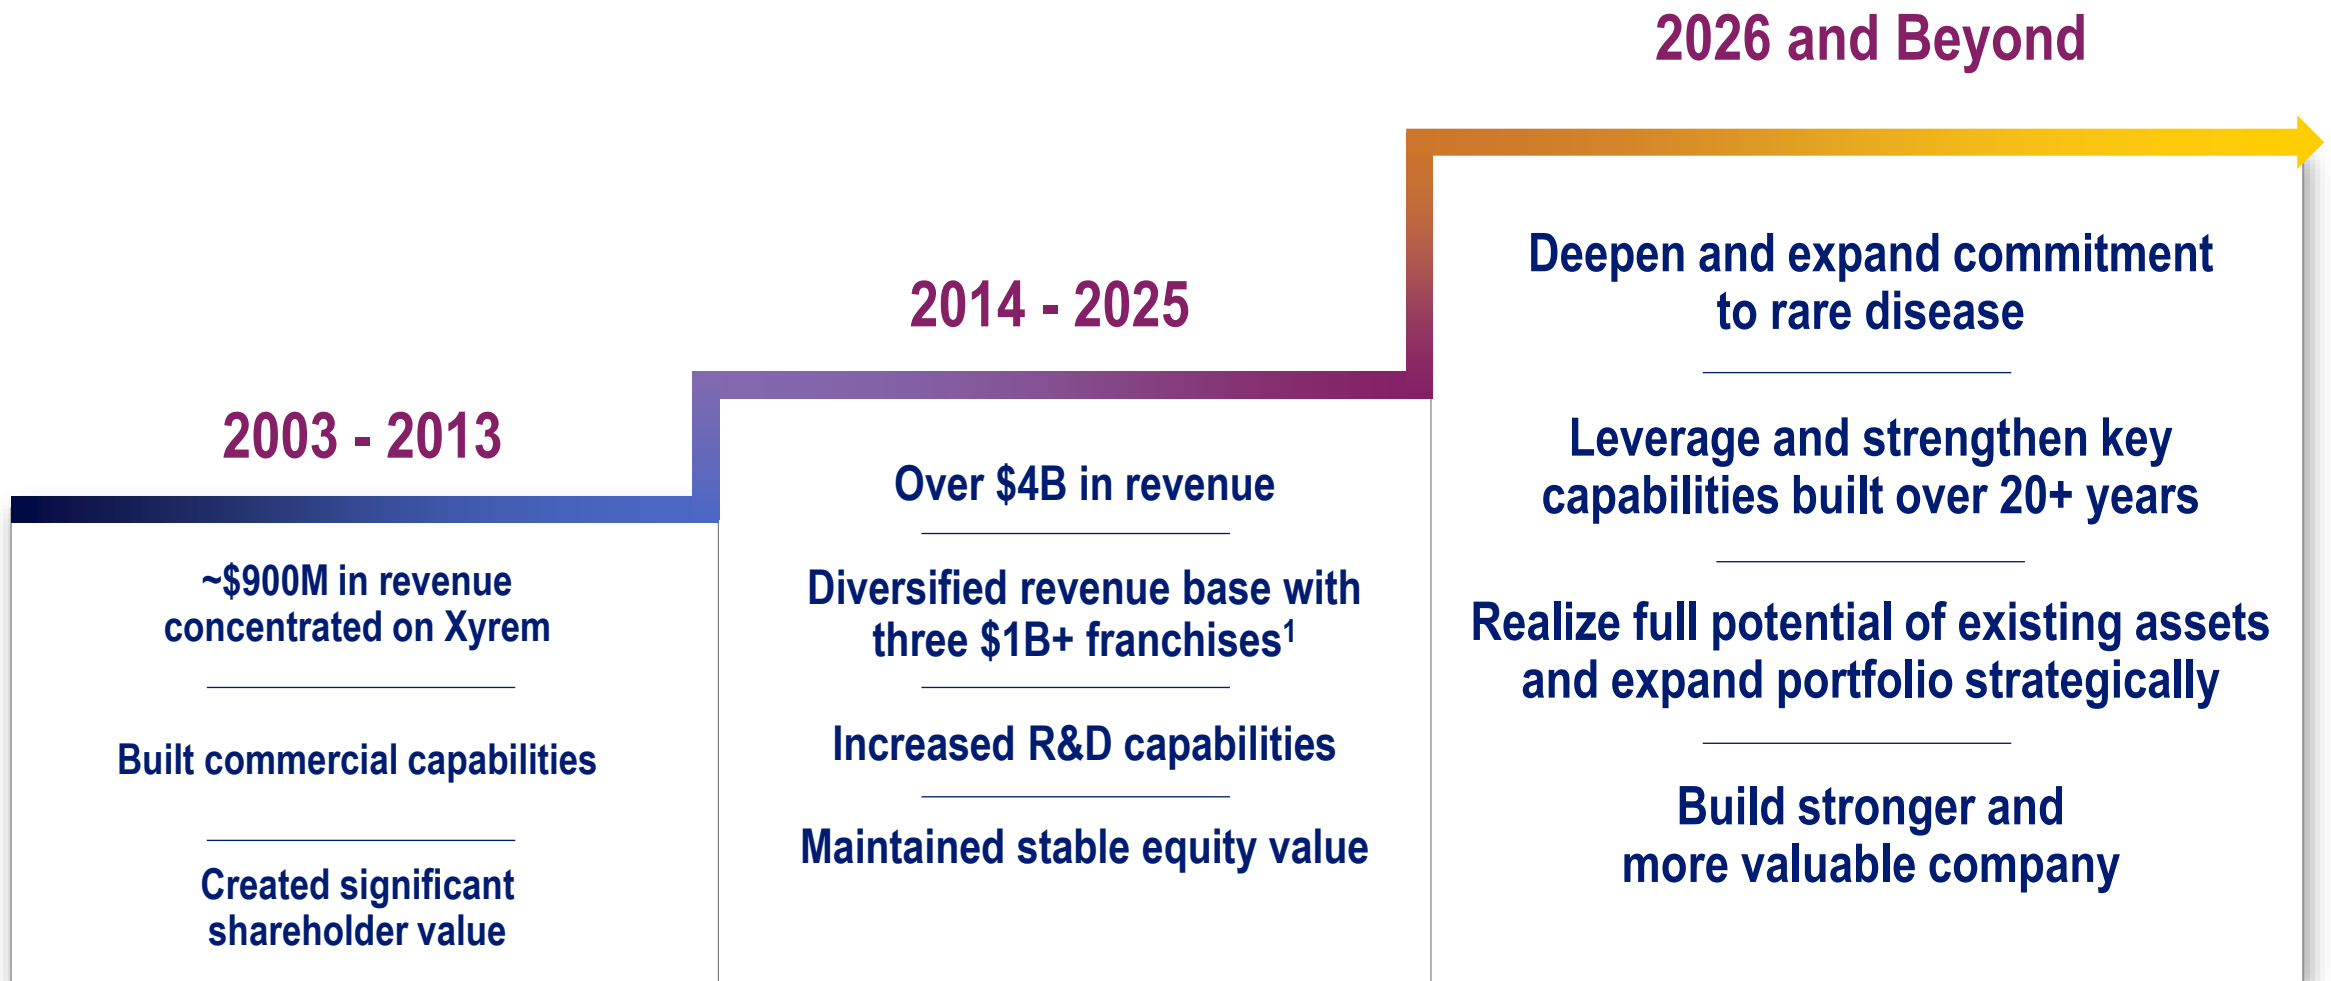 2003 - 2013
~$900M in revenue
concentrated on Xyrem
Built commercial capabilities
Created significant
shareholder value
2014 - 2025
Over $4B in revenue
Diversified revenue base with
three $1B+ franchises¹
Increased R&D capabilities
Maintained stable equity value
2026 and Beyond
Deepen and expand commitment
to rare disease
Leverage and strengthen key
capabilities built over 20+ years
Realize full potential of existing assets
and expand portfolio strategically
Build stronger and
more valuable company